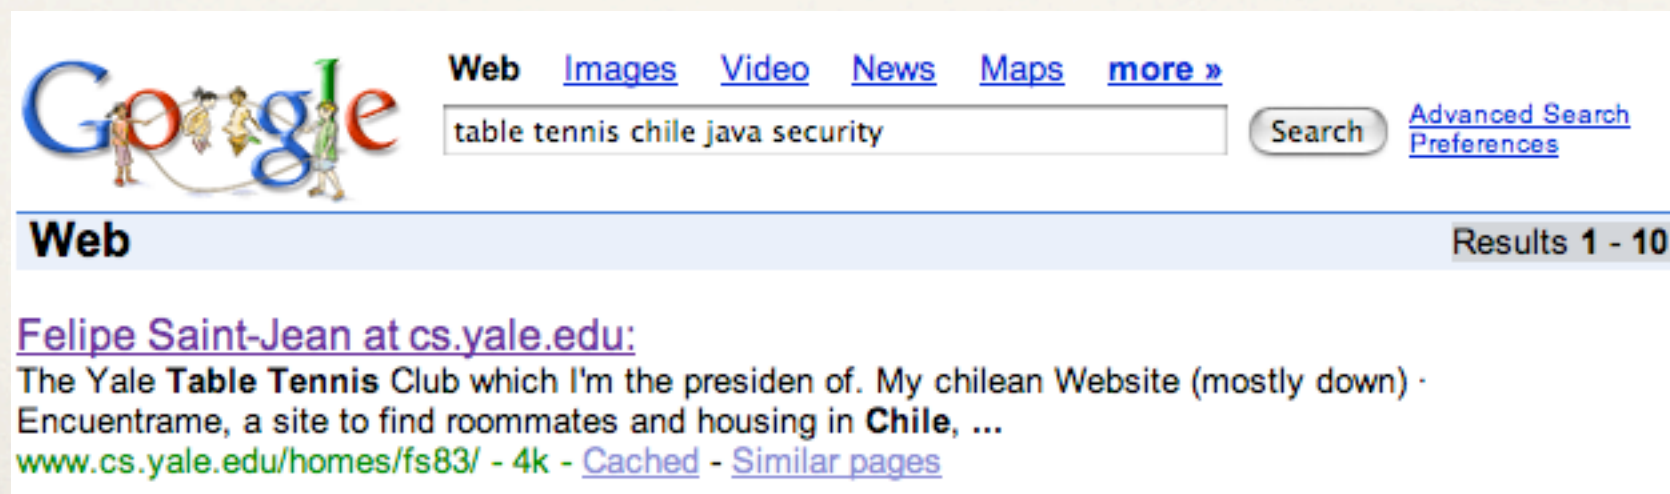 Google
Web Images Video News Maps more »
table tennis chile java security Search Advanced Search
Preferences
Web Results 1 - 10
Felipe Saint-Jean at cs.yale.edu:
The Yale Table Tennis Club which I'm the presiden of. My chilean Website (mostly down) ·
Encuentrame, a site to find roommates and housing in Chile, ...
www.cs.yale.edu/homes/fs83/ - 4k - Cached - Similar pages